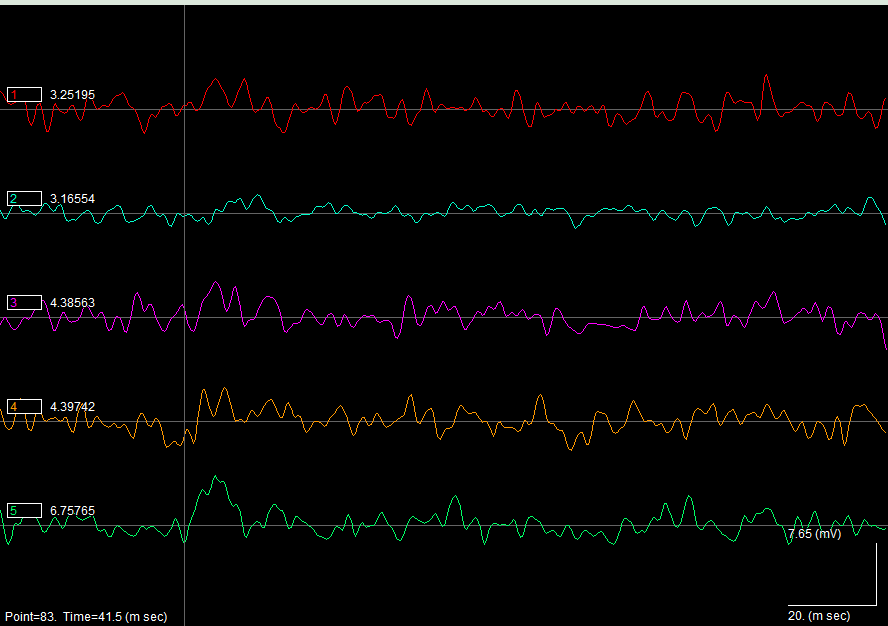 1 3.25195
2 3.16554
3 4.38563
4 4.39742
5 6.75765
7.65 (mV)
20. (m sec)
Point=83. Time=41.5 (m sec)